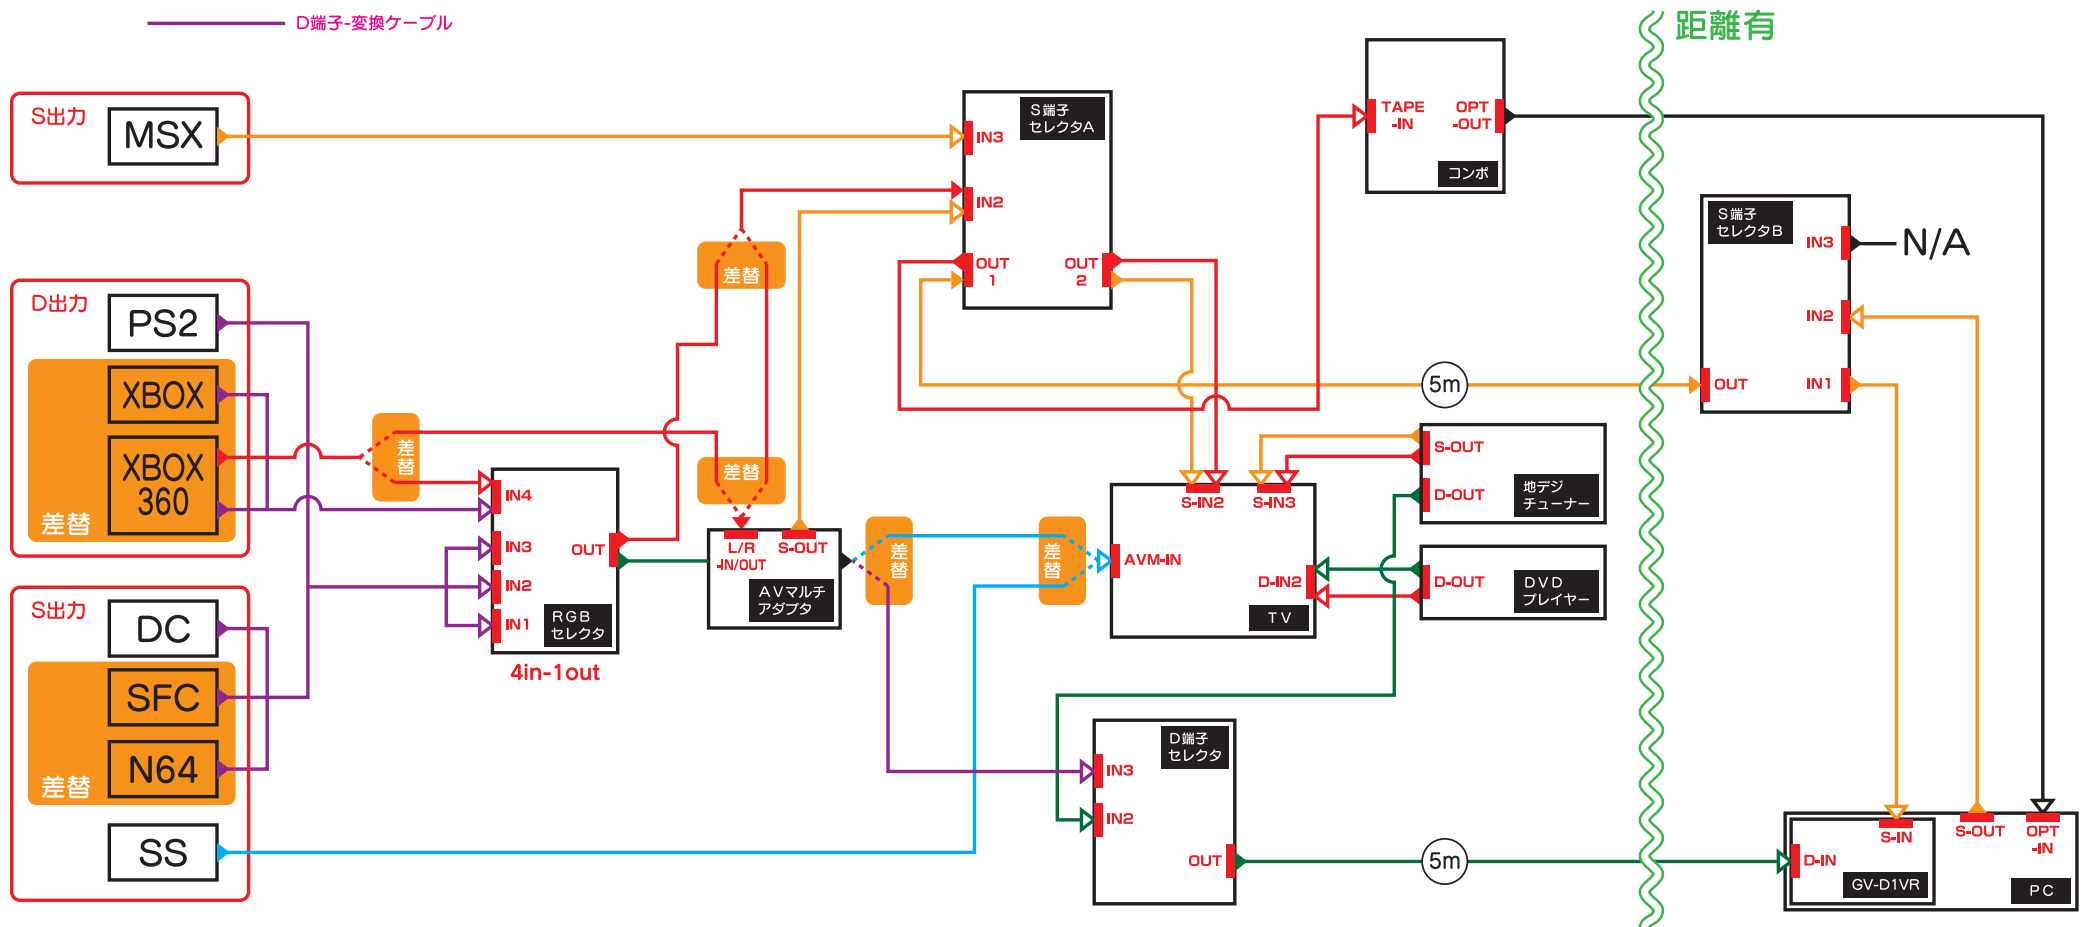 D端子-変換ケーブル
距離有
S出力
MSX
D出力
PS2
XBOX
XBOX
360
差替
S出力
DC
SFC
N64
差替
SS
差
替
IN4
IN3
IN2
IN1
OUT
RGB
セレクタ
4in-1out
差替
差替
L/R
-IN/OUT
S-OUT
AVマルチ
アダプタ
差
替
差
替
S端子
セレクタA
IN3
IN2
OUT
1
OUT
2
TAPE
-IN
OPT
-OUT
コンポ
5m
S-IN2
S-IN3
AVM-IN
D-IN2
TV
S-OUT
D-OUT
地デジ
チューナー
D-OUT
DVD
プレイヤー
D端子
セレクタ
IN3
IN2
OUT
5m
S端子
セレクタB
IN3
N/A
IN2
IN1
OUT
S-IN
D-IN
GV-D1VR
S-OUT
OPT
-IN
PC